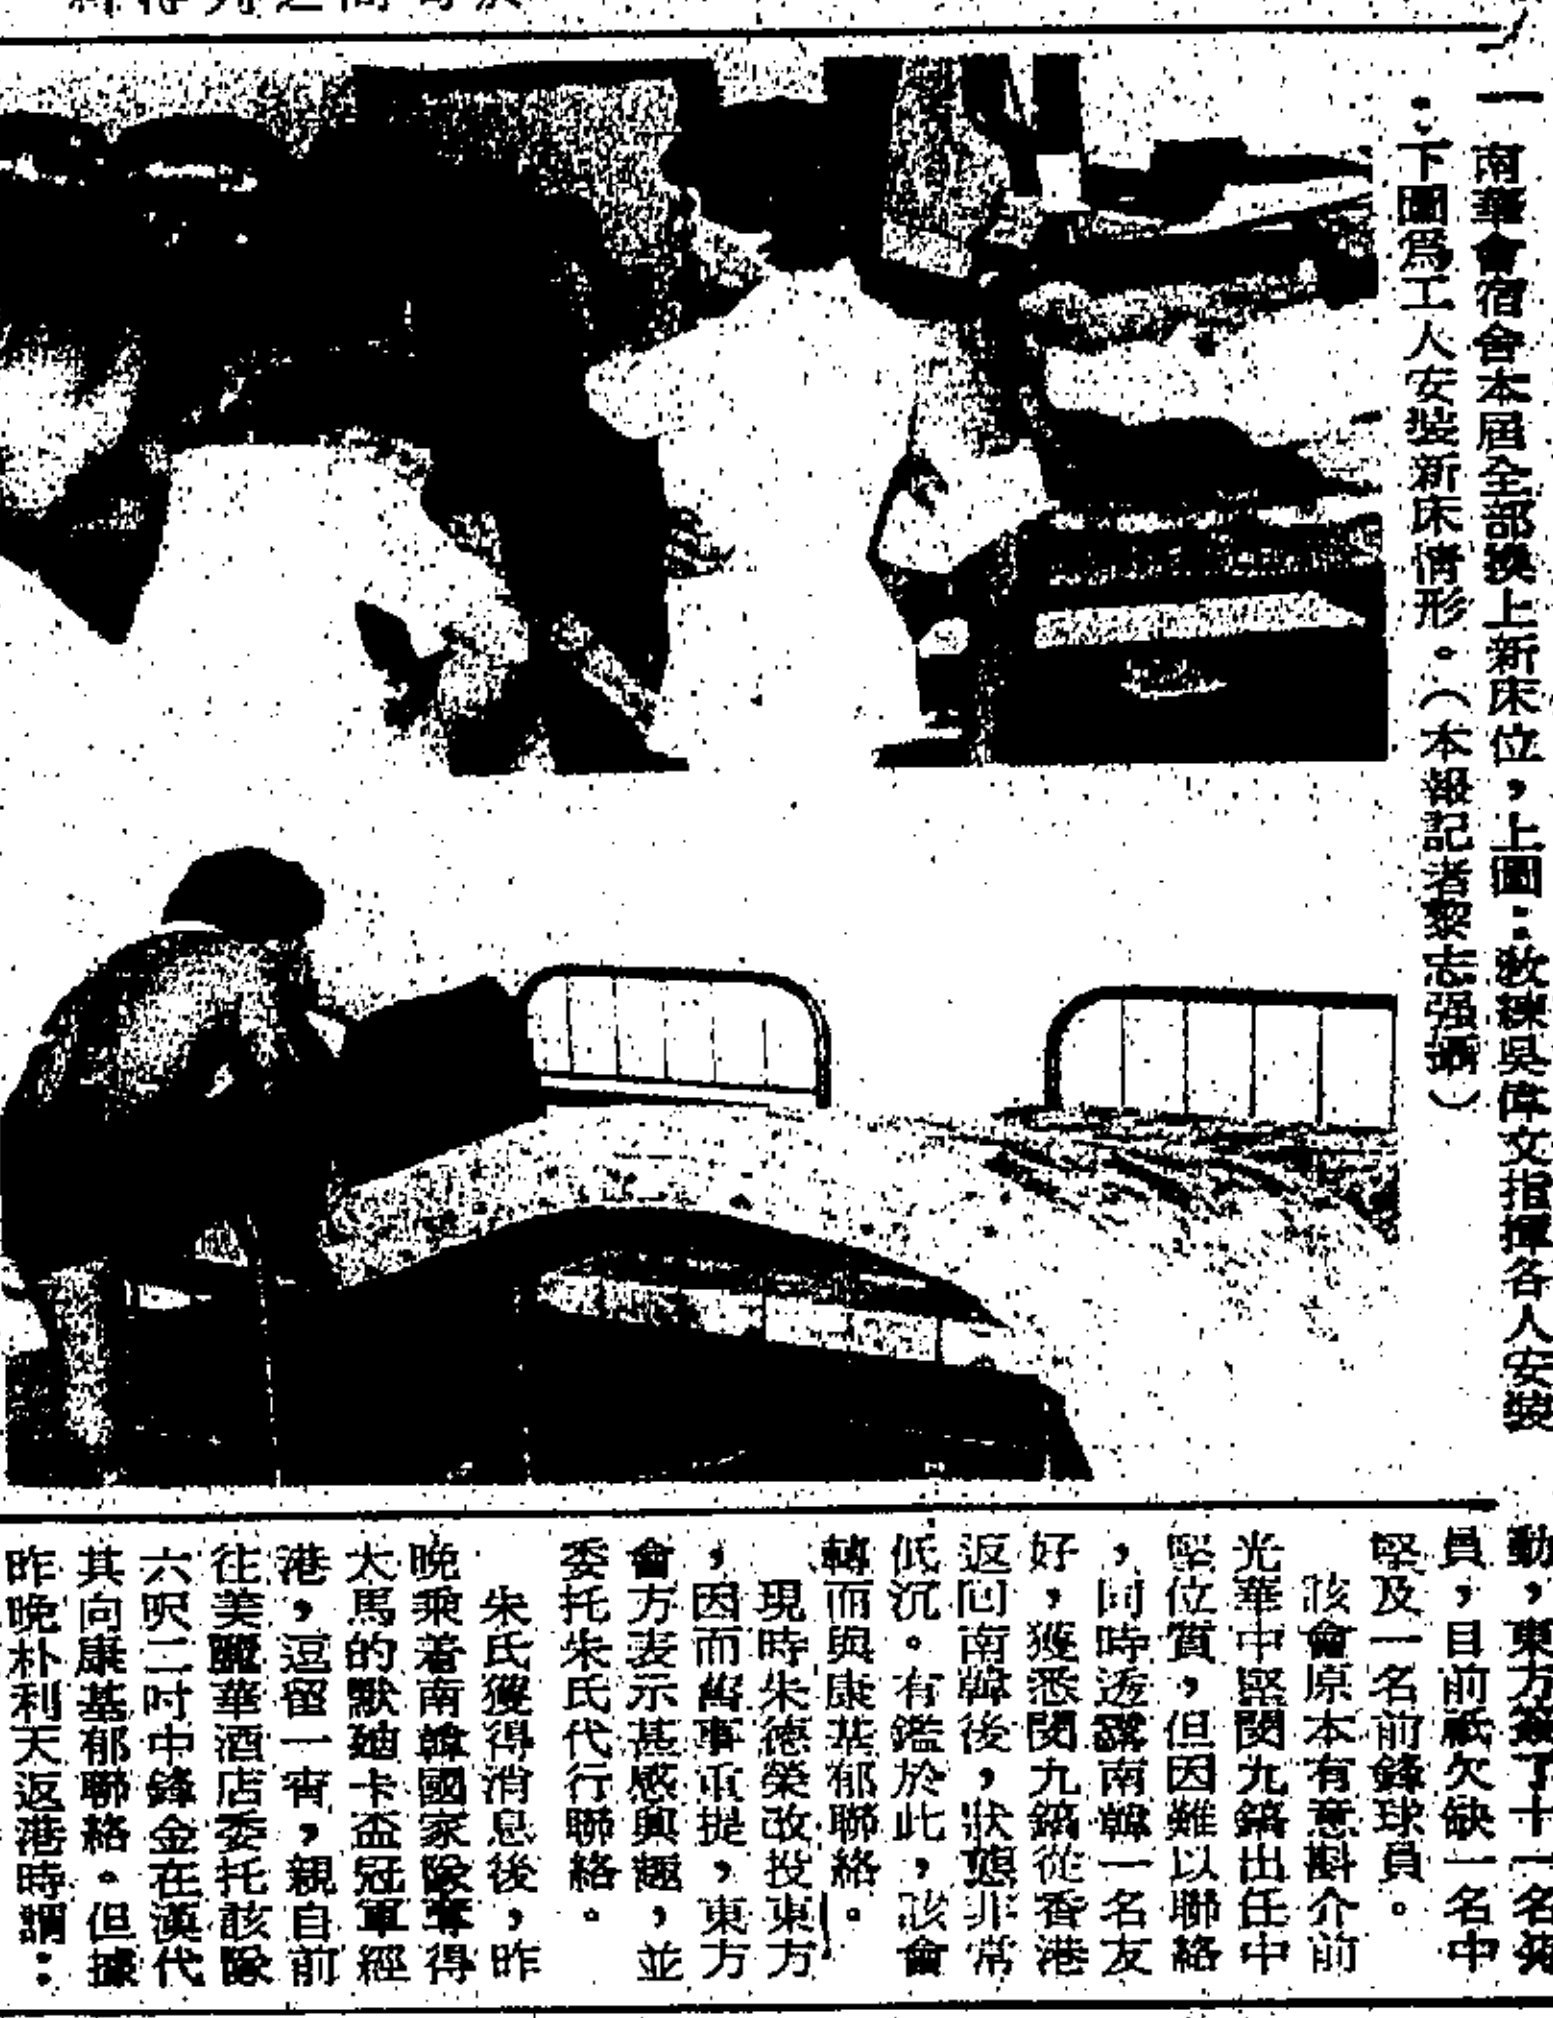 南華會宿舍本屆全部換上新床位，上圖：教練吳偉文指揮各人安裝
：下圖爲工人安裝新床情形。（本報記者黎志强攝）
動，東方簽了十一名
員，目前祇欠缺一名中
堅及一名前鋒球員。
該會原本有意斟介前
光華中堅閔九鎬出任中
堅位置，但因難以聯絡
，同時透露南韓一名友
好，獲悉閔九鎬從香港
返回南韓後，狀態非常
低沉。有鑑於此，該會
轉而與康基郁聯絡。
現時朱德榮改投東方
，因而舊事重提，東方
會方表示甚感興趣，並
委托朱氏代行聯絡。
朱氏獲得消息後，昨
晚乘着南韓國家隊奪得
大馬的默迪卡盃冠軍經
港，逗留一宵，親自前
往美麗華酒店委托該隊
六呎二吋中鋒金在漢代
其向康基郁聯絡。但據
昨晚朴利天返港時謂：